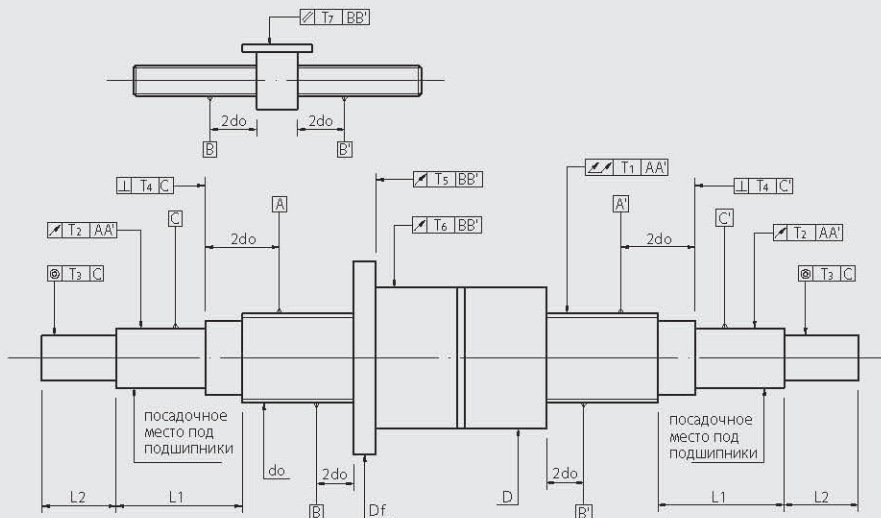 ⫽ T7 BB'
2do 2do
B B'
⊥ T4 C
↗ T5 BB'
⌰ T1 AA'
⊥ T4 C'
A
A'
C
C'
↗ T2 AA'
2do
↗ T6 BB'
2do
↗ T2 AA'
◎ T3 C
◎ T3 C
посадочное
место под
подшипники
посадочное
место под
подшипники
do
2do
D
2do
L2
L1
B
Df
B'
L1
L2